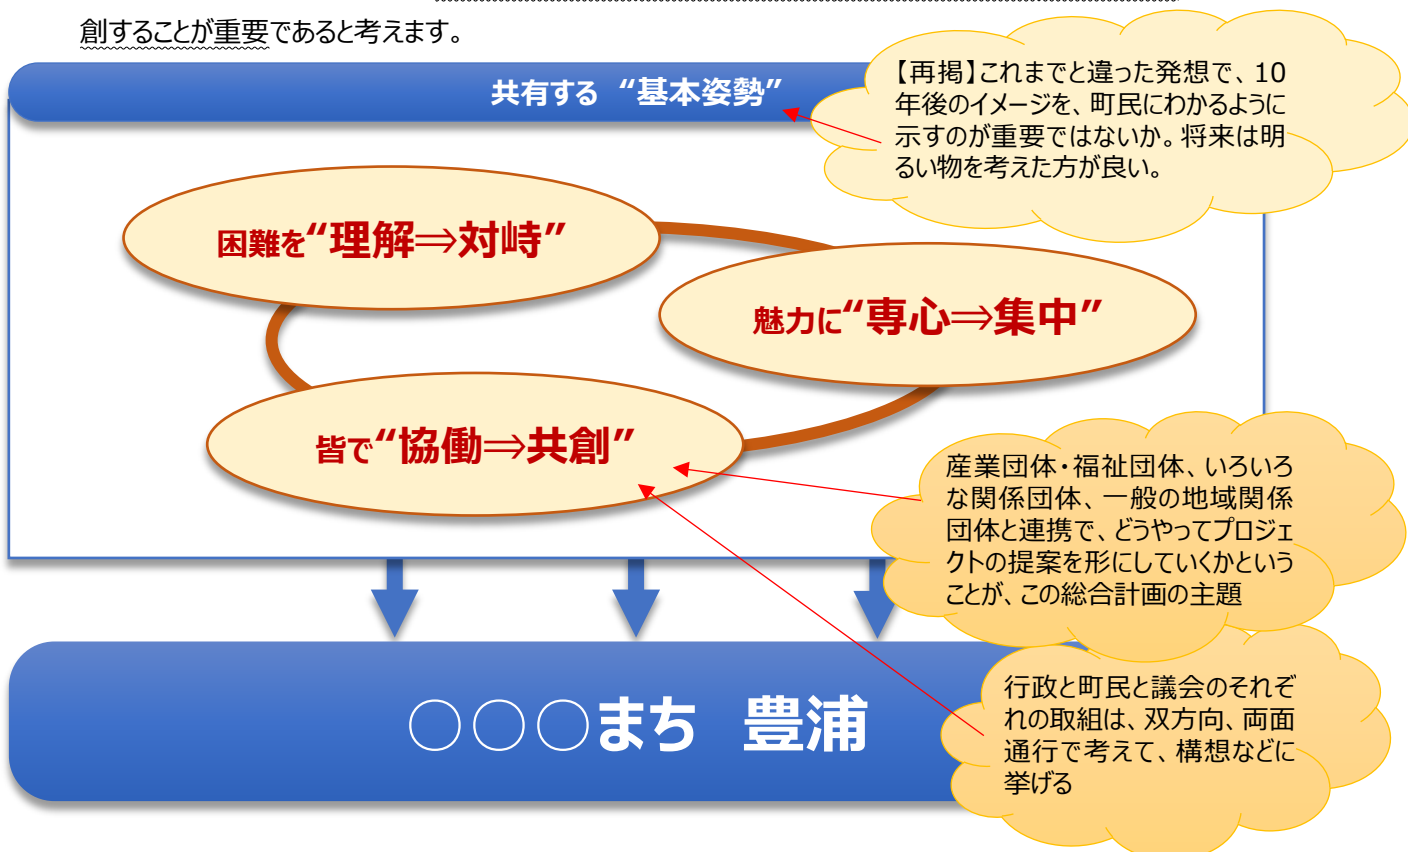 創することが重要であると考えます。
共有する “基本姿勢”
【再掲】これまでと違った発想で、10
年後のイメージを、町民にわかるように
示すのが重要ではないか。将来は明
るい物を考えた方が良い。
困難を“理解⇒対峙”
魅力に“専心⇒集中”
皆で“協働⇒共創”
産業団体・福祉団体、いろいろ
な関係団体、一般の地域関係
団体と連携で、どうやってプロジェ
クトの提案を形にしていくかという
ことが、この総合計画の主題
○○○まち　豊浦
行政と町民と議会のそれぞ
れの取組は、双方向、両面
通行で考えて、構想などに
挙げる